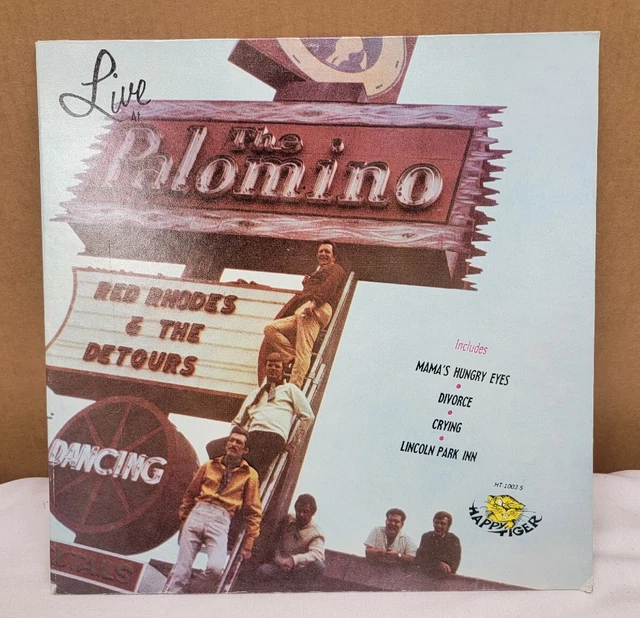 Live
At
The
Palomino
RED RHODES
& THE
DETOURS
DANCING
Includes
MAMA'S HUNGRY EYES
DIVORCE
CRYING
LINCOLN PARK INN
HT-1003 S
HAPPY TIGER